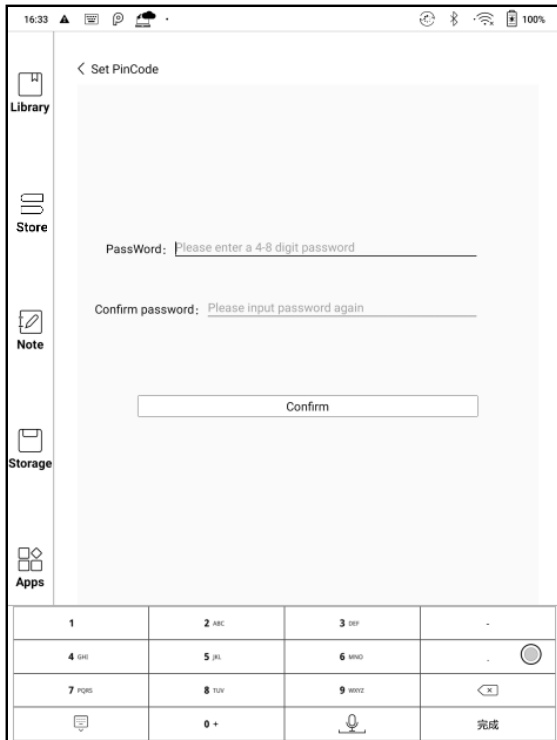 16:33 100%
Set PinCode
Library
Store
PassWord： Please enter a 4-8 digit password
Confirm password： Please input password again
Note
Confirm
Storage
Apps
1 2 ABC 3 DEF -
4 GHI 5 JKL 6 MNO .
7 PQRS 8 TUV 9 WXYZ
0 + 完成